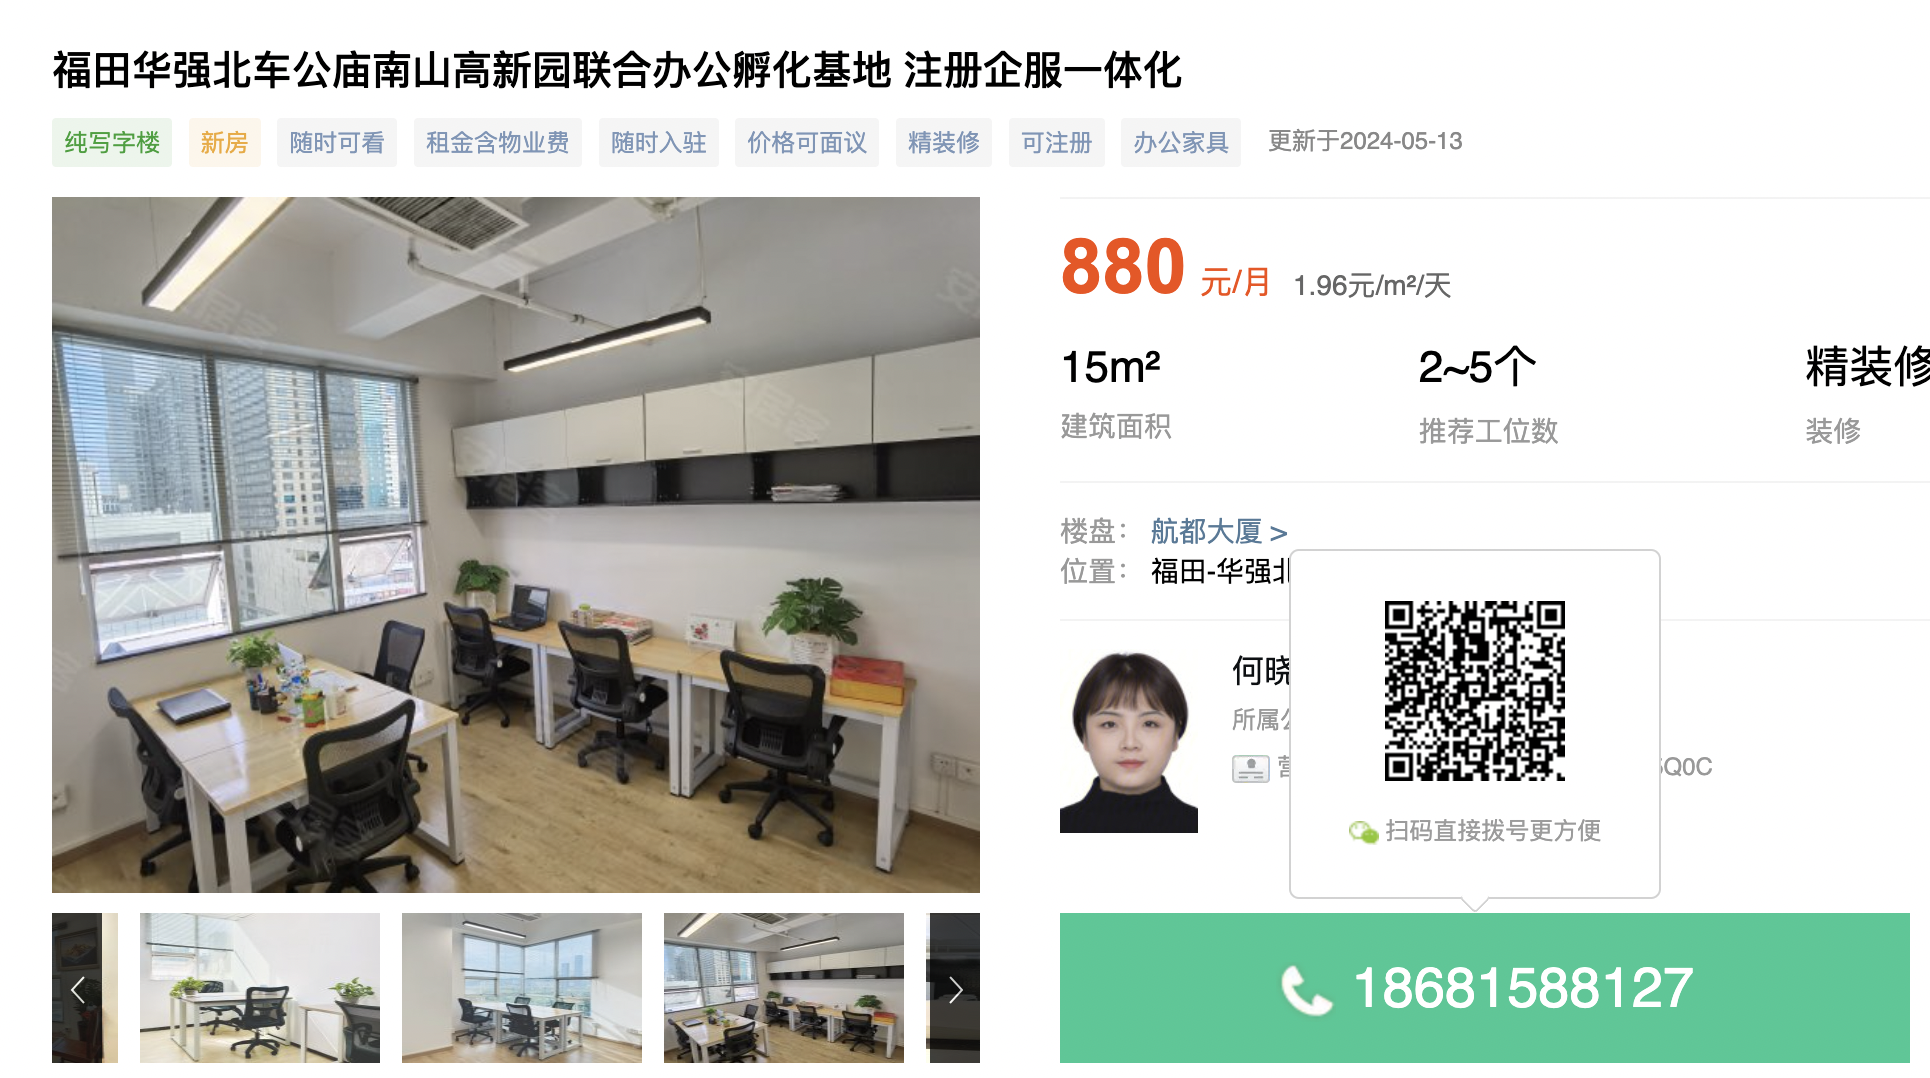 福田华强北车公庙南山高新园联合办公孵化基地 注册企服一体化
纯写字楼 新房 随时可看 租金含物业费 随时入驻 价格可面议 精装修 可注册 办公家具 更新于2024-05-13
880 元/月 1.96元/m²/天
15m² 2~5个 精装修
建筑面积 推荐工位数 装修
楼盘： 航都大厦 >
位置： 福田-华强北
何晓
所属公
营
5Q0C
扫码直接拨号更方便
18681588127